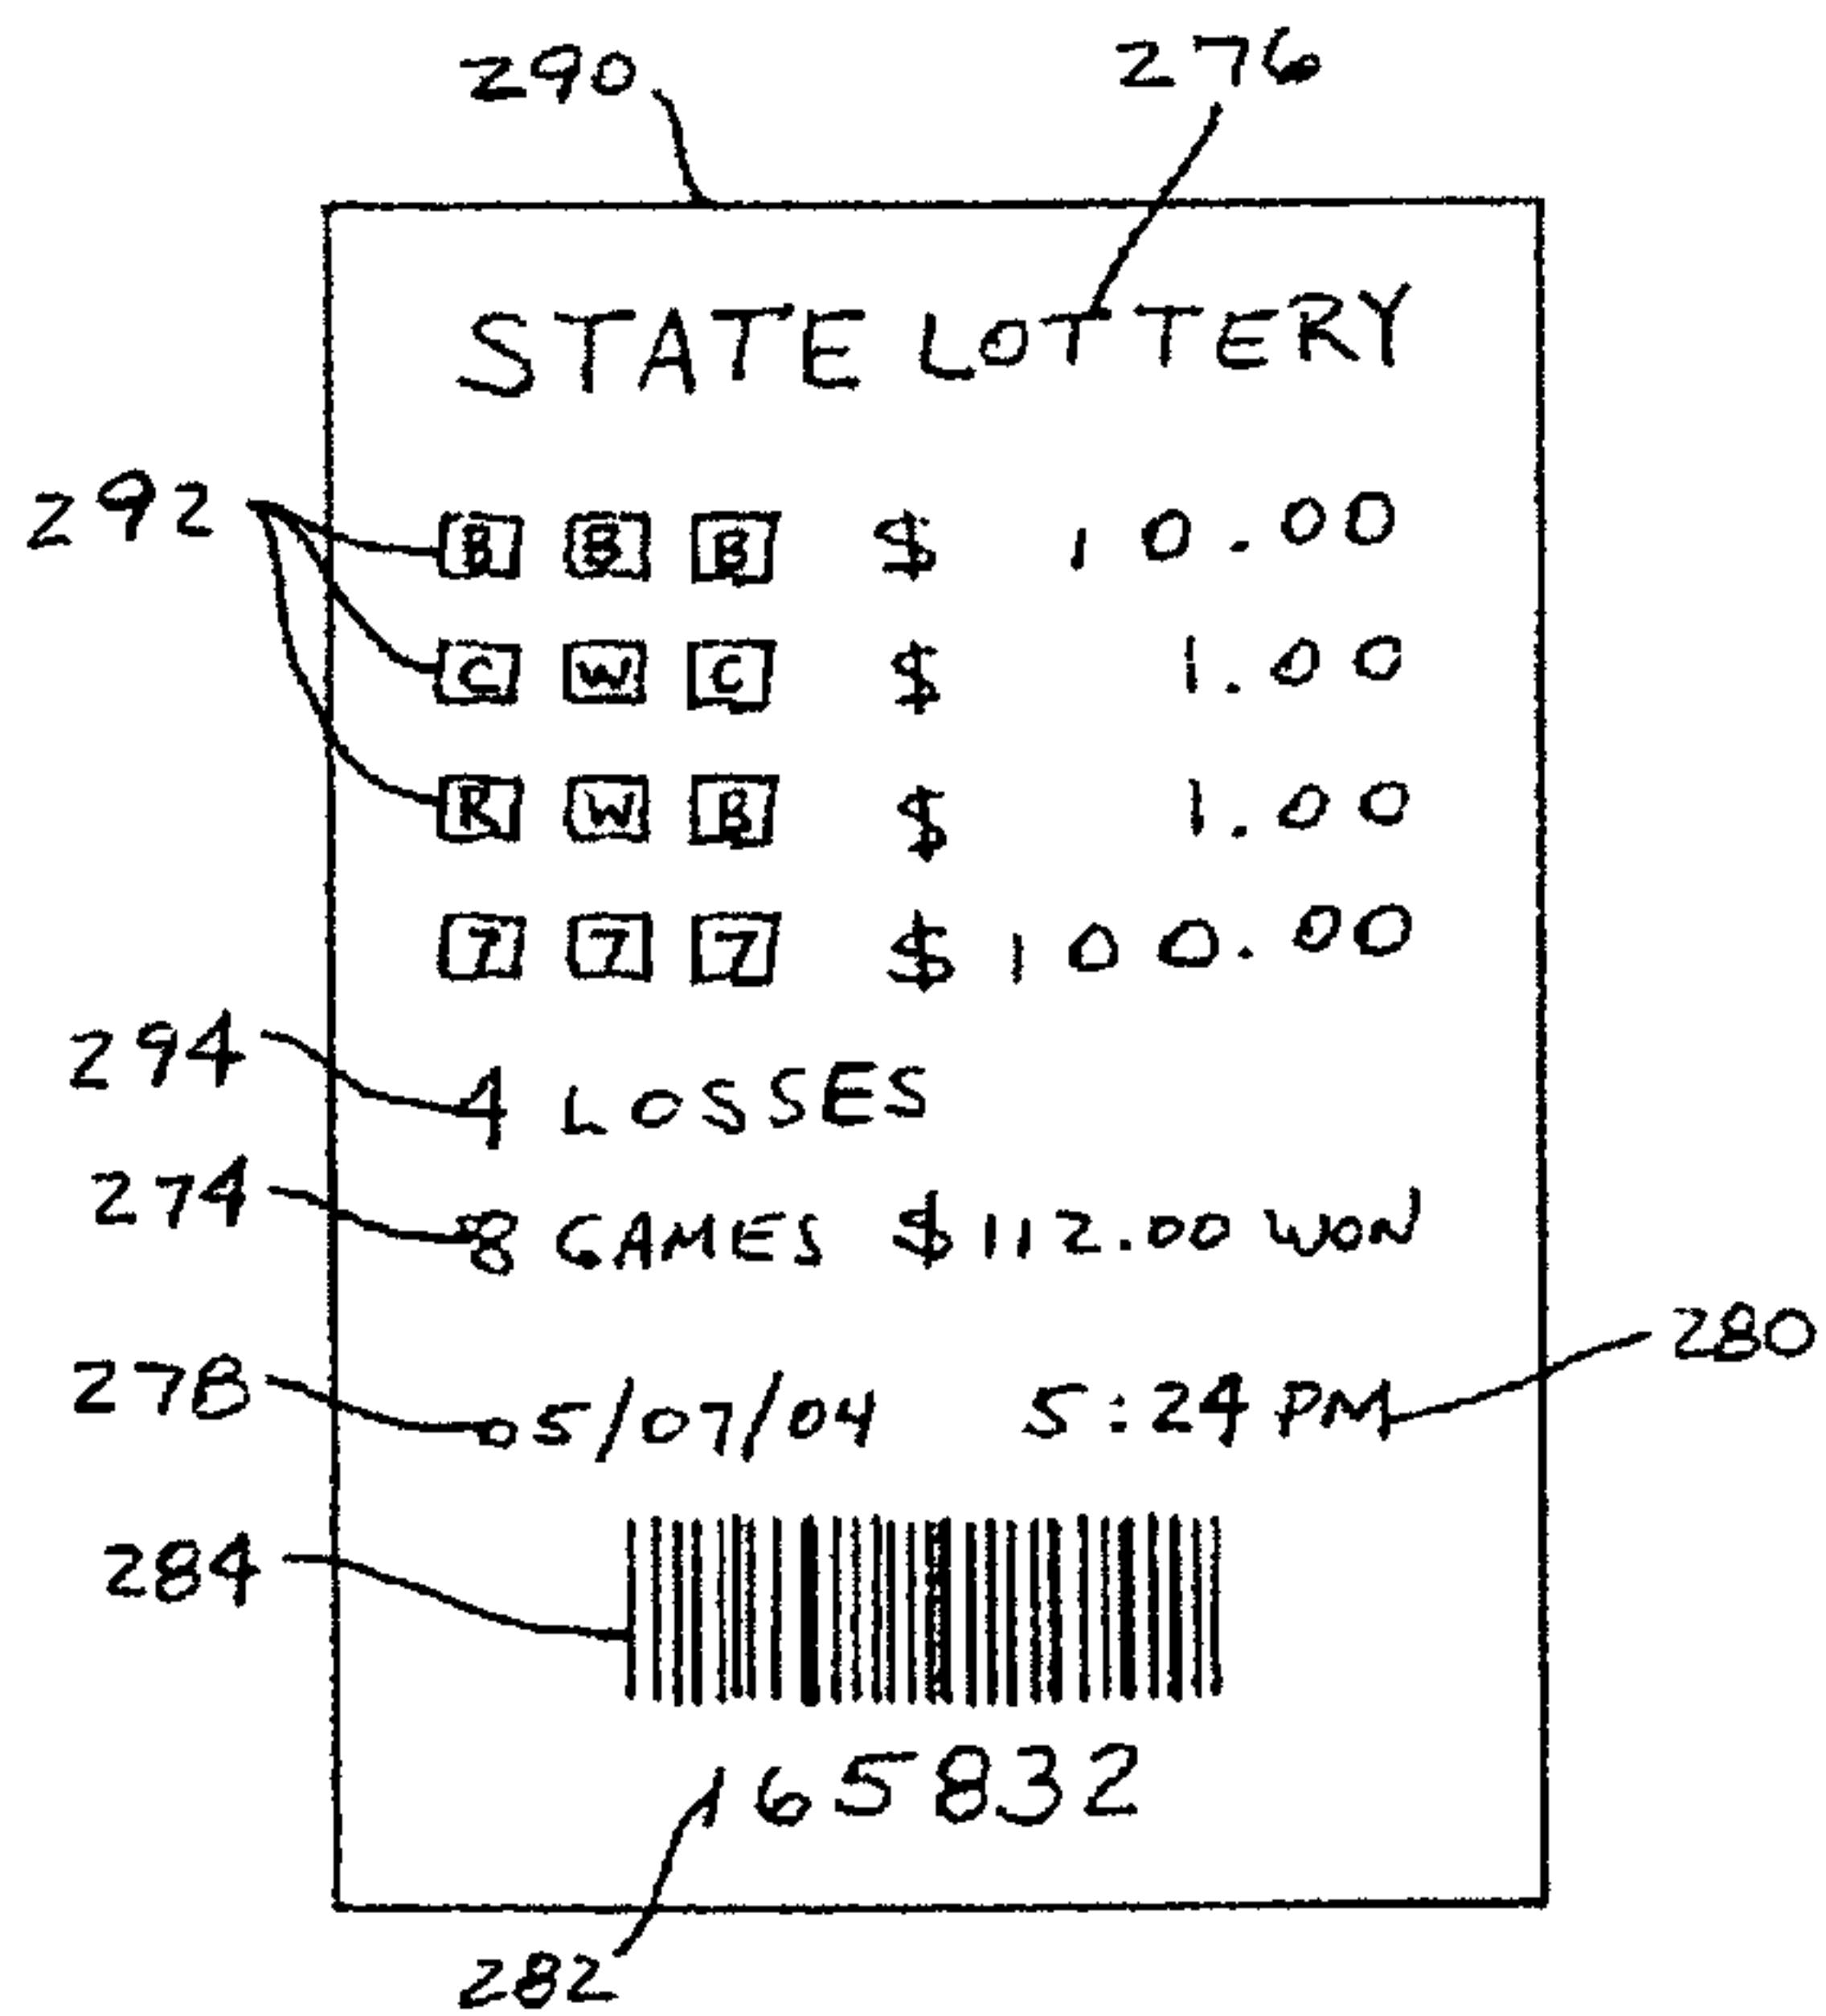 290 276
STATE LOTTERY
292 B B B $ 10.00
C W C $ 1.00
R W B $ 1.00
7 7 7 $ 100.00
294 4 LOSSES
274 8 GAMES $112.00 WON
280
278 05/07/04 5:24 PM
284
165832
282